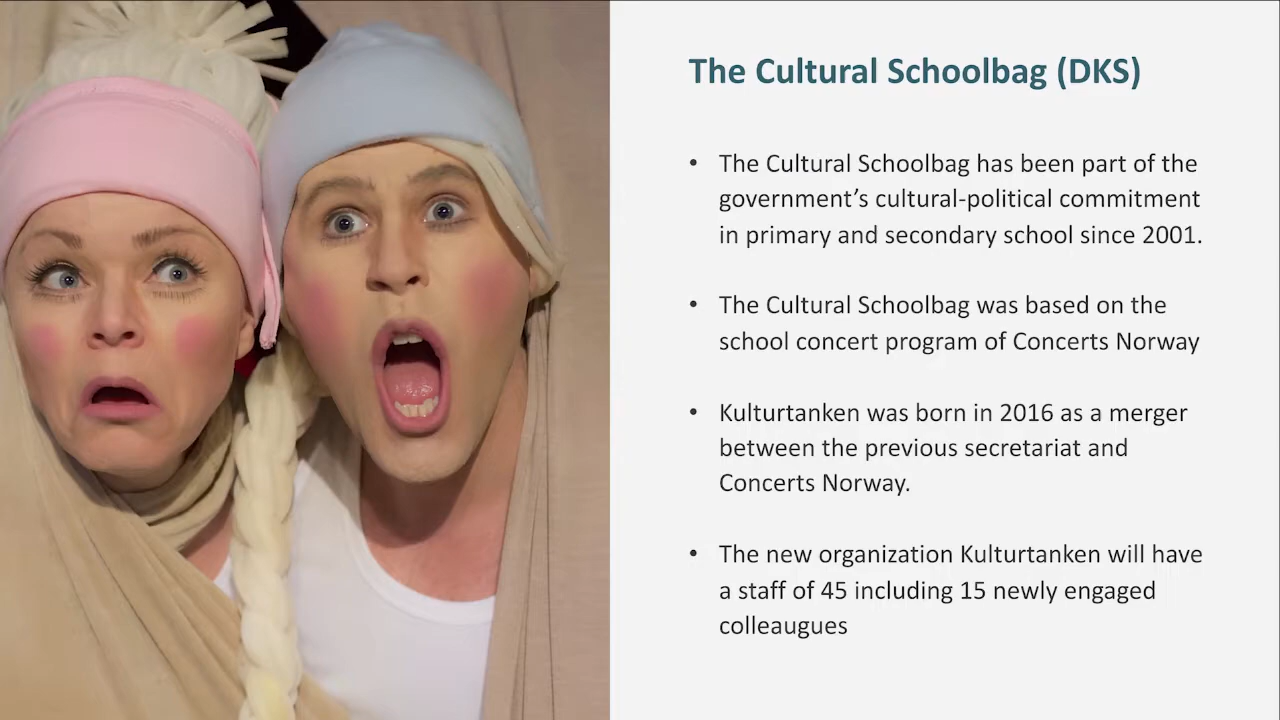 The Cultural Schoolbag (DKS)
• The Cultural Schoolbag has been part of the
government’s cultural-political commitment
in primary and secondary school since 2001.
• The Cultural Schoolbag was based on the
school concert program of Concerts Norway
• Kulturtanken was born in 2016 as a merger
between the previous secretariat and
Concerts Norway.
• The new organization Kulturtanken will have
a staff of 45 including 15 newly engaged
colleaugues